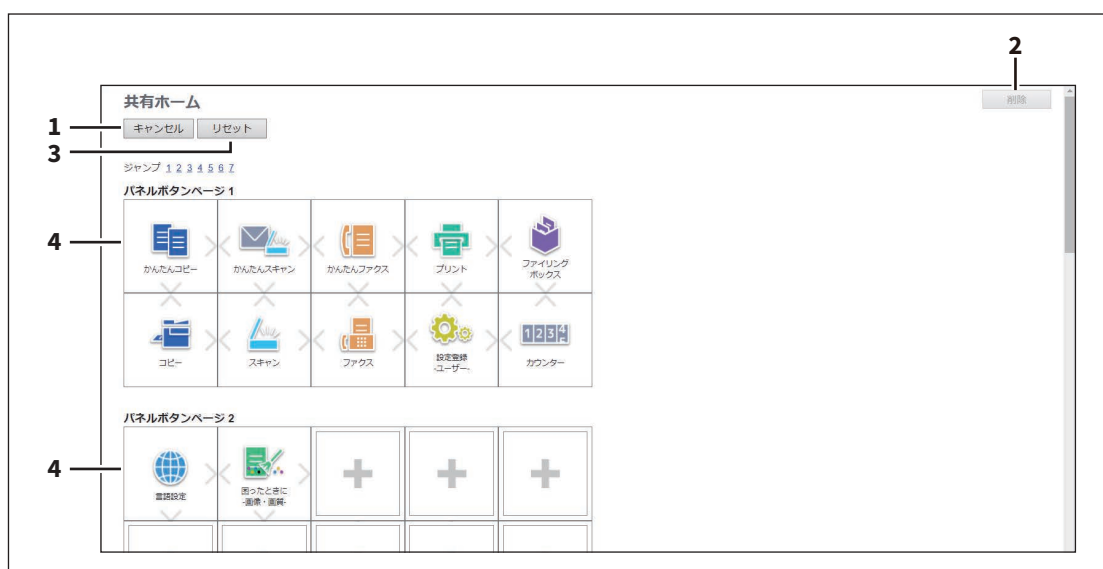 2
共有ホーム
削除
1
キャンセル リセット
3
ジャンプ 1 2 3 4 5 6 7
パネルボタンページ 1
4
かんたんコピー かんたんスキャン かんたんファクス プリント ファイリング
ボックス
1234
コピー スキャン ファクス 設定登録
-ユーザー- カウンター
パネルボタンページ 2
4
言語設定 困ったときに
-画像・画質-